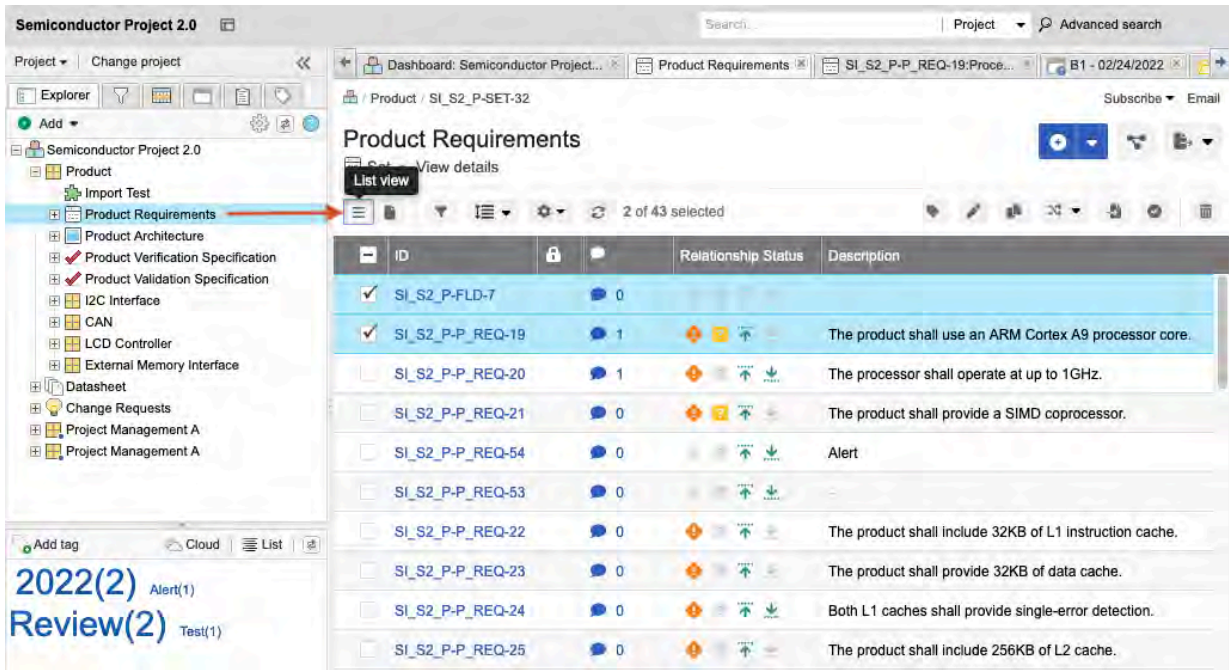 Semiconductor Project 2.0
Search...
Project
Advanced search
Project
Change project
Dashboard: Semiconductor Project...
Product Requirements
SI_S2_P-P_REQ-19:Proce...
B1 - 02/24/2022
Explorer
/ Product / SI_S2_P-SET-32
Subscribe
Email
Add
Product Requirements
Semiconductor Project 2.0
Product
View details
Import Test
List view
Product Requirements
2 of 43 selected
Product Architecture
Product Verification Specification
Product Validation Specification
I2C Interface
CAN
LCD Controller
External Memory Interface
Datasheet
Change Requests
Project Management A
Project Management A
ID
Relationship Status
Description
SI_S2_P-FLD-7 0
SI_S2_P-P_REQ-19 1 The product shall use an ARM Cortex A9 processor core.
SI_S2_P-P_REQ-20 1 The processor shall operate at up to 1GHz.
SI_S2_P-P_REQ-21 0 The product shall provide a SIMD coprocessor.
SI_S2_P-P_REQ-54 0 Alert
SI_S2_P-P_REQ-53 0
SI_S2_P-P_REQ-22 0 The product shall include 32KB of L1 instruction cache.
SI_S2_P-P_REQ-23 0 The product shall provide 32KB of data cache.
SI_S2_P-P_REQ-24 0 Both L1 caches shall provide single-error detection.
SI_S2_P-P_REQ-25 0 The product shall include 256KB of L2 cache.
Add tag
Cloud
List
2022(2) Alert(1)
Review(2) Test(1)